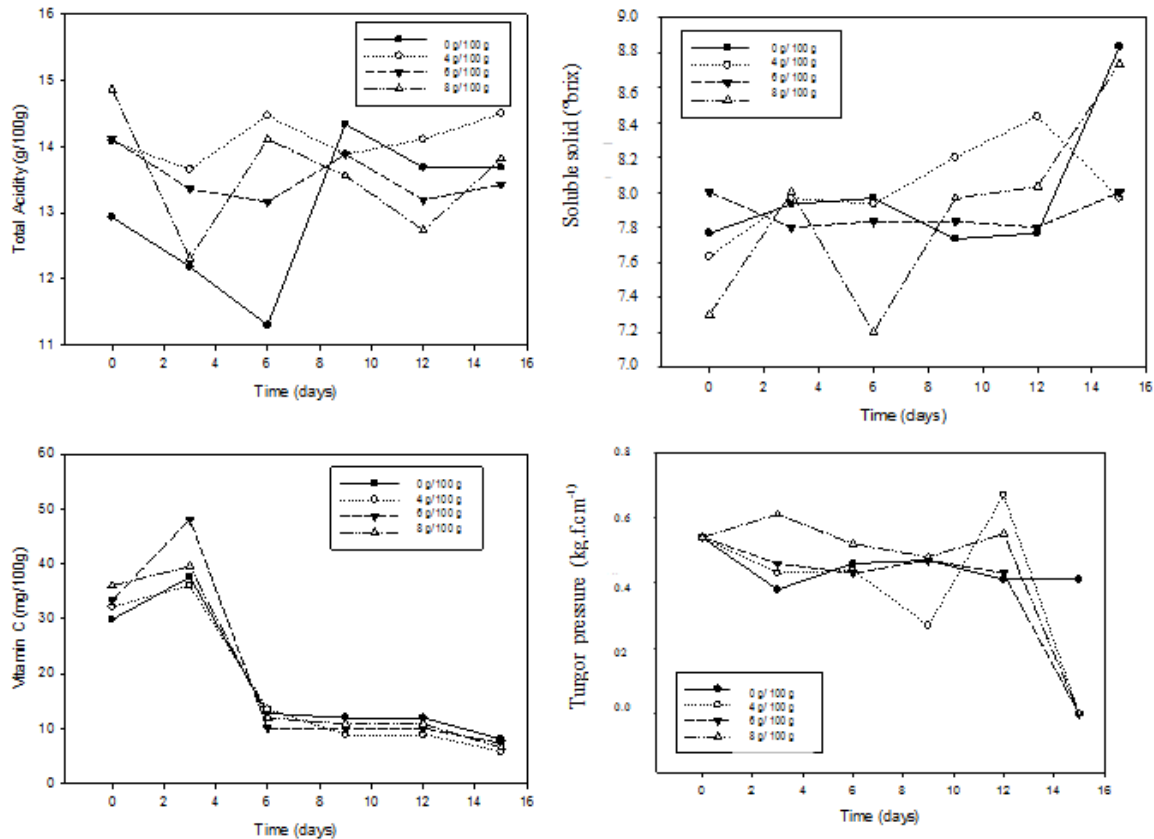 16
15
14
13
12
11
Total Acidity (g/100g)
0 g/100 g
4 g/100 g
6 g/100 g
8 g/100 g
0 2 4 6 8 10 12 14 16
Time (days)
9.0
8.8
8.6
8.4
8.2
8.0
7.8
7.6
7.4
7.2
7.0
Soluble solid (°brix)
0 g/ 100 g
4 g/ 100 g
6 g/ 100 g
8 g/ 100 g
0 2 4 6 8 10 12 14 16
Time (days)
60
50
40
30
20
10
0
Vitamin C (mg/100g)
0 g/100 g
4 g/100 g
6 g/100 g
8 g/100 g
0 2 4 6 8 10 12 14 16
Time (days)
0.8
0.6
0.4
0.2
0.0
Turgor pressure (kg.f.cm⁻¹)
0 g/ 100 g
4 g/ 100 g
6 g/ 100 g
8 g/ 100 g
0 2 4 6 8 10 12 14 16
Time (days)